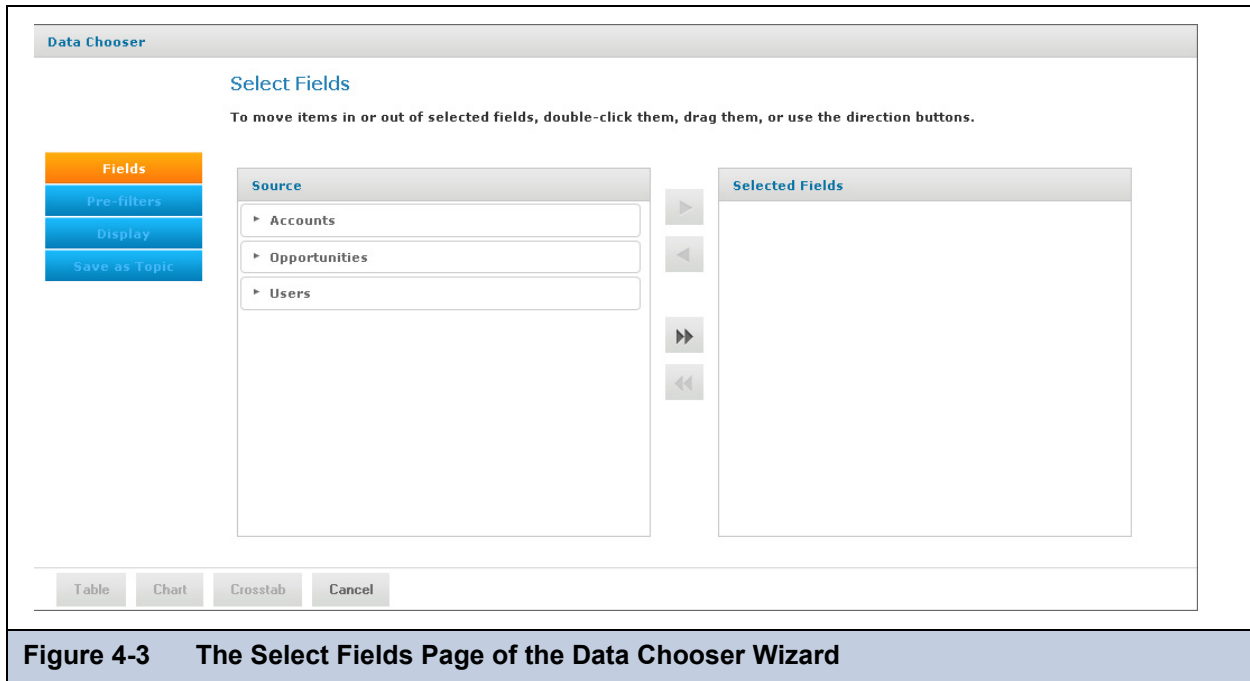 Data Chooser
Select Fields
To move items in or out of selected fields, double-click them, drag them, or use the direction buttons.
Fields
Pre-filters
Display
Save as Topic
Source
Accounts
Opportunities
Users
Selected Fields
Table Chart Crosstab Cancel
Figure 4-3 The Select Fields Page of the Data Chooser Wizard